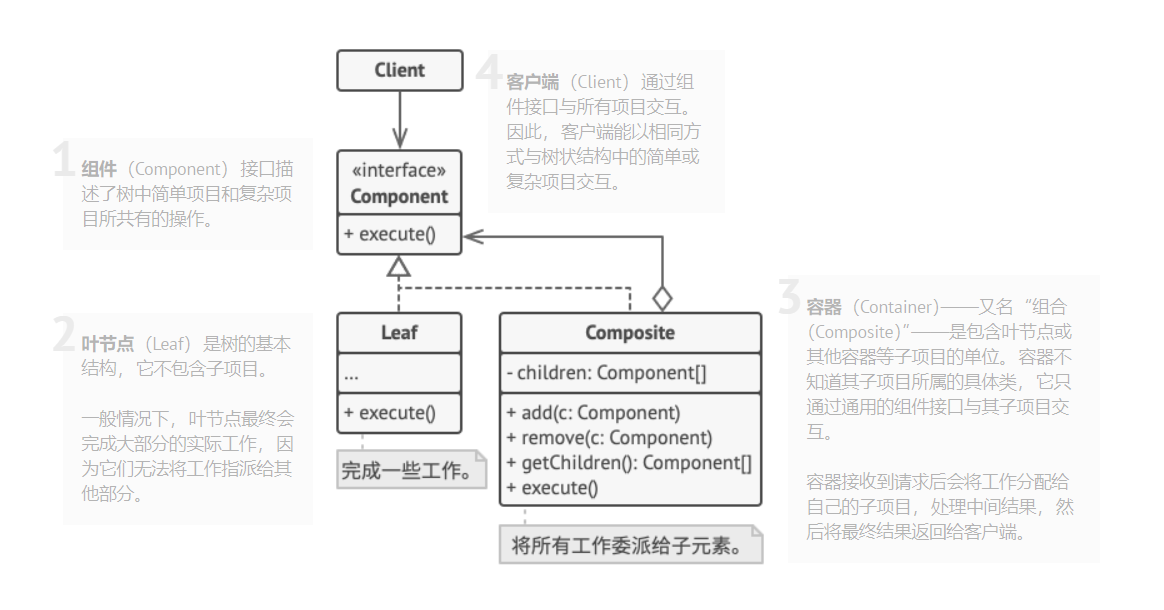 Client
«interface»
Component
+ execute()
Leaf
...
+ execute()
完成一些工作。
Composite
- children: Component[]
+ add(c: Component)
+ remove(c: Component)
+ getChildren(): Component[]
+ execute()
将所有工作委派给子元素。
1
组件（Component）接口描
述了树中简单项目和复杂项
目所共有的操作。
2
叶节点（Leaf）是树的基本
结构，它不包含子项目。
一般情况下，叶节点最终会
完成大部分的实际工作，因
为它们无法将工作指派给其
他部分。
3
容器（Container）——又名“组合
（Composite）”——是包含叶节点或
其他容器等子项目的单位。容器不
知道其子项目所属的具体类，它只
通过通用的组件接口与其子项目交
互。
容器接收到请求后会将工作分配给
自己的子项目，处理中间结果，然
后将最终结果返回给客户端。
4
客户端（Client）通过组
件接口与所有项目交互。
因此，客户端能以相同方
式与树状结构中的简单或
复杂项目交互。